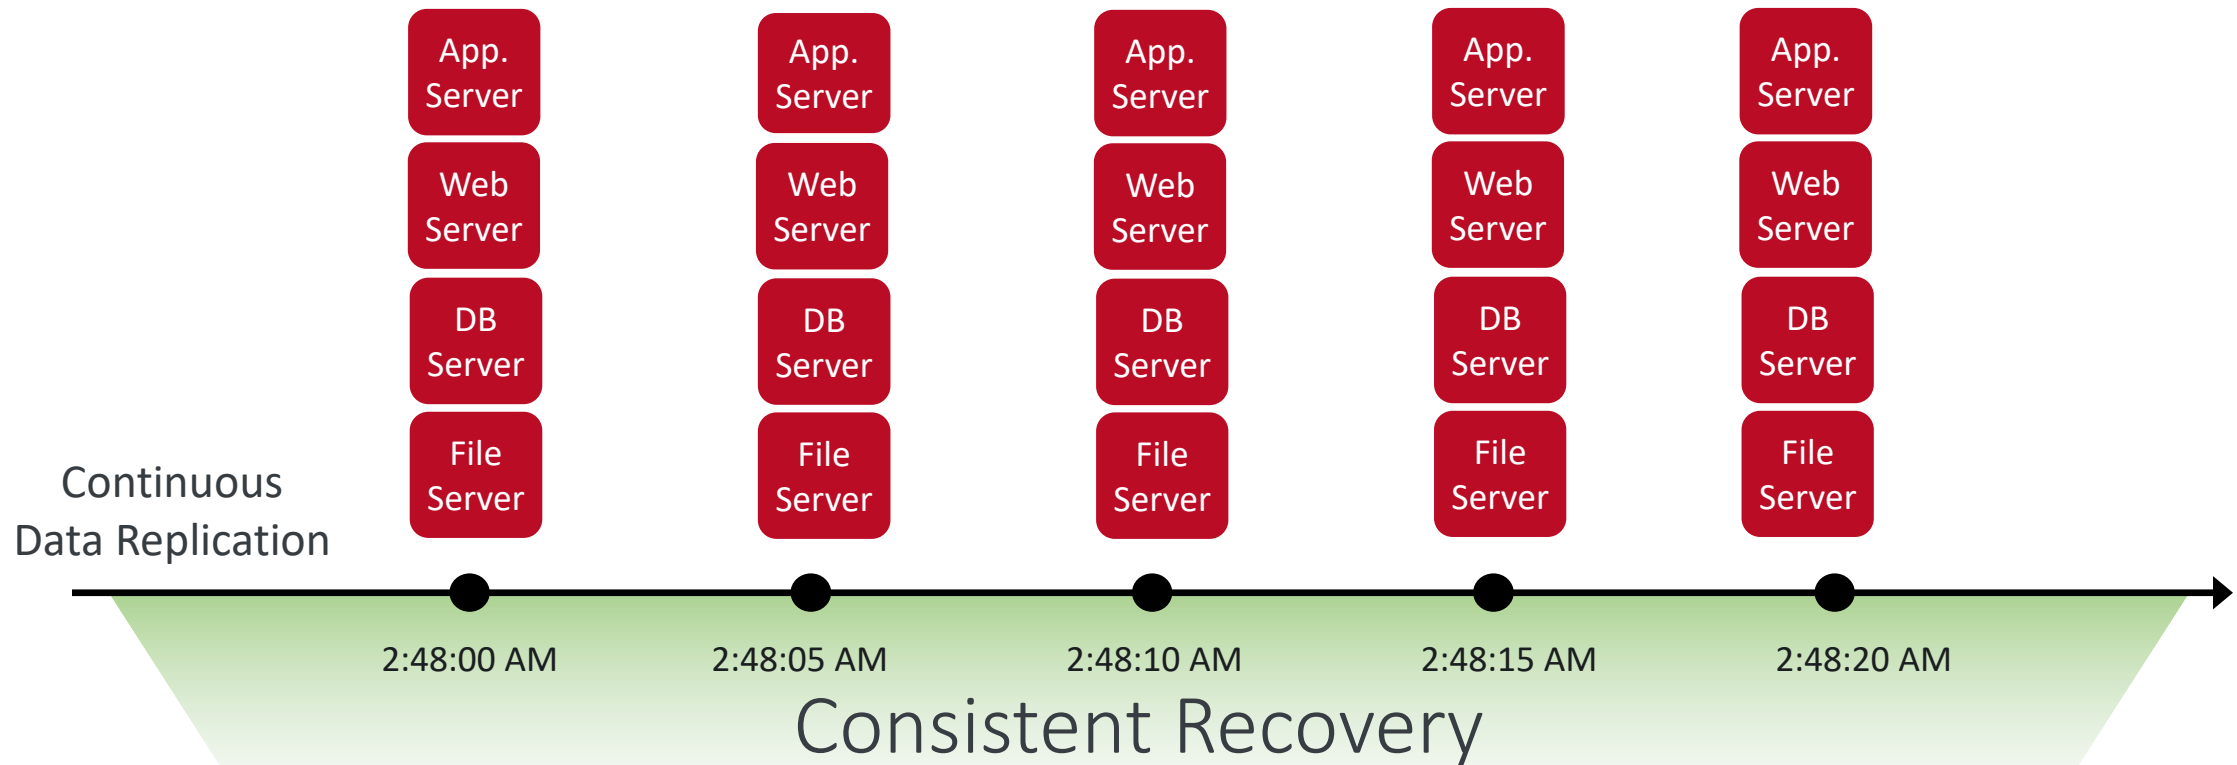 App.
Server
App.
Server
App.
Server
App.
Server
App.
Server
Web
Server
Web
Server
Web
Server
Web
Server
Web
Server
DB
Server
DB
Server
DB
Server
DB
Server
DB
Server
File
Server
File
Server
File
Server
File
Server
File
Server
Continuous
Data Replication
2:48:00 AM
2:48:05 AM
2:48:10 AM
2:48:15 AM
2:48:20 AM
Consistent Recovery